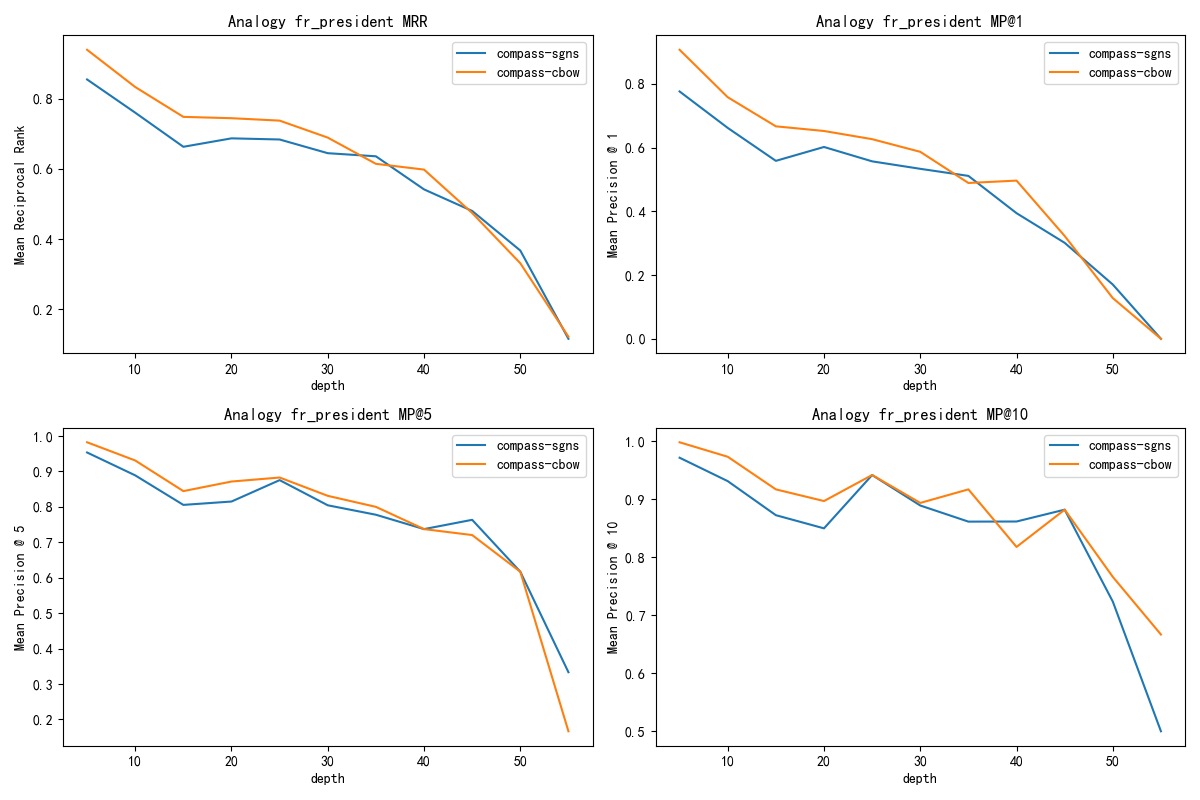 Analogy fr_president MRR
compass-sgns
compass-cbow
Mean Reciprocal Rank
0.8
0.6
0.4
0.2
10 20 30 40 50
depth
Analogy fr_president MP@1
compass-sgns
compass-cbow
Mean Precision @ 1
0.8
0.6
0.4
0.2
0.0
10 20 30 40 50
depth
Analogy fr_president MP@5
compass-sgns
compass-cbow
Mean Precision @ 5
1.0
0.9
0.8
0.7
0.6
0.5
0.4
0.3
0.2
10 20 30 40 50
depth
Analogy fr_president MP@10
compass-sgns
compass-cbow
Mean Precision @ 10
1.0
0.9
0.8
0.7
0.6
0.5
10 20 30 40 50
depth